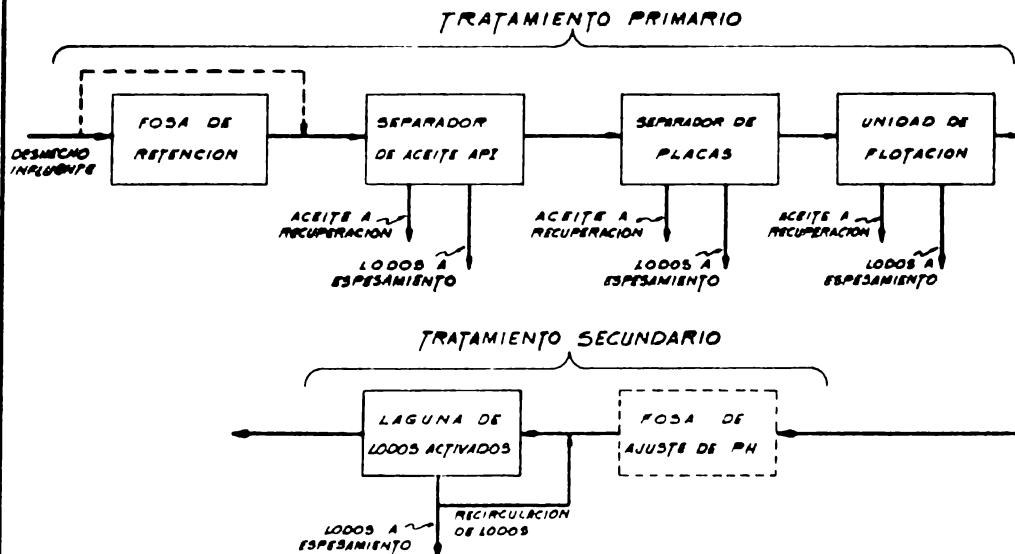 TRATAMIENTO PRIMARIO
FOSA DE
RETENCION
SEPARADOR
DE ACEITE API
SEPARADOR DE
PLACAS
UNIDAD DE
FLOTACION
DESHECHO
INFLUENTE
ACEITE A
RECUPERACION
LODOS A
ESPESAMIENTO
ACEITE A
RECUPERACION
LODOS A
ESPESAMIENTO
ACEITE A
RECUPERACION
LODOS A
ESPESAMIENTO
TRATAMIENTO SECUNDARIO
LAGUNA DE
LODOS ACTIVADOS
FOSA DE
AJUSTE DE PH
RECIRCULACION
DE LODOS
LODOS A
ESPESAMIENTO